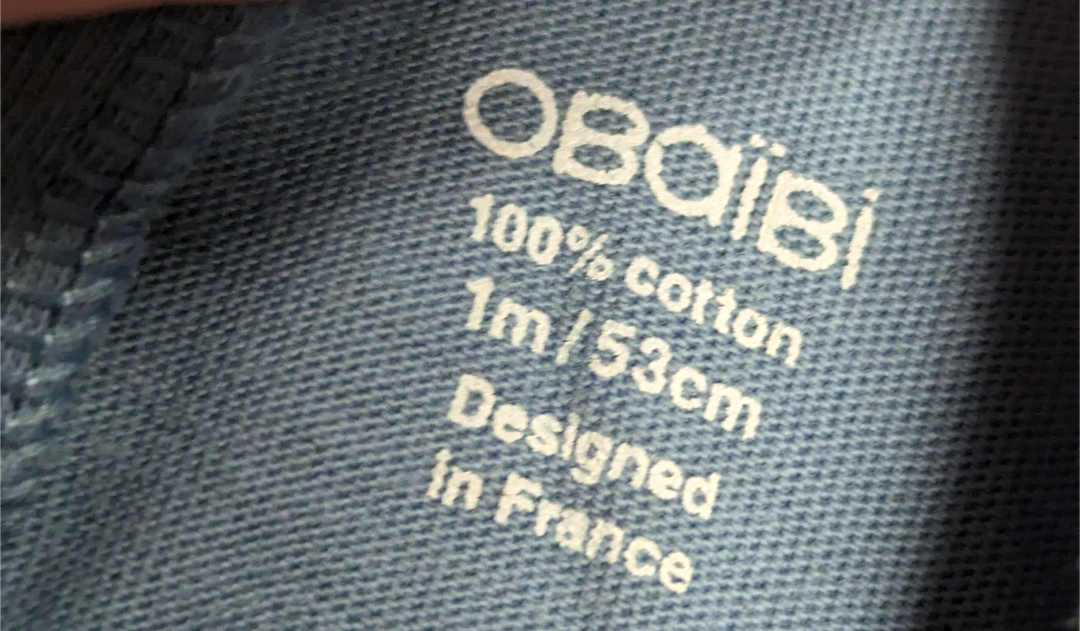 OBaïBi
100% cotton
1m/53cm
Designed
in France